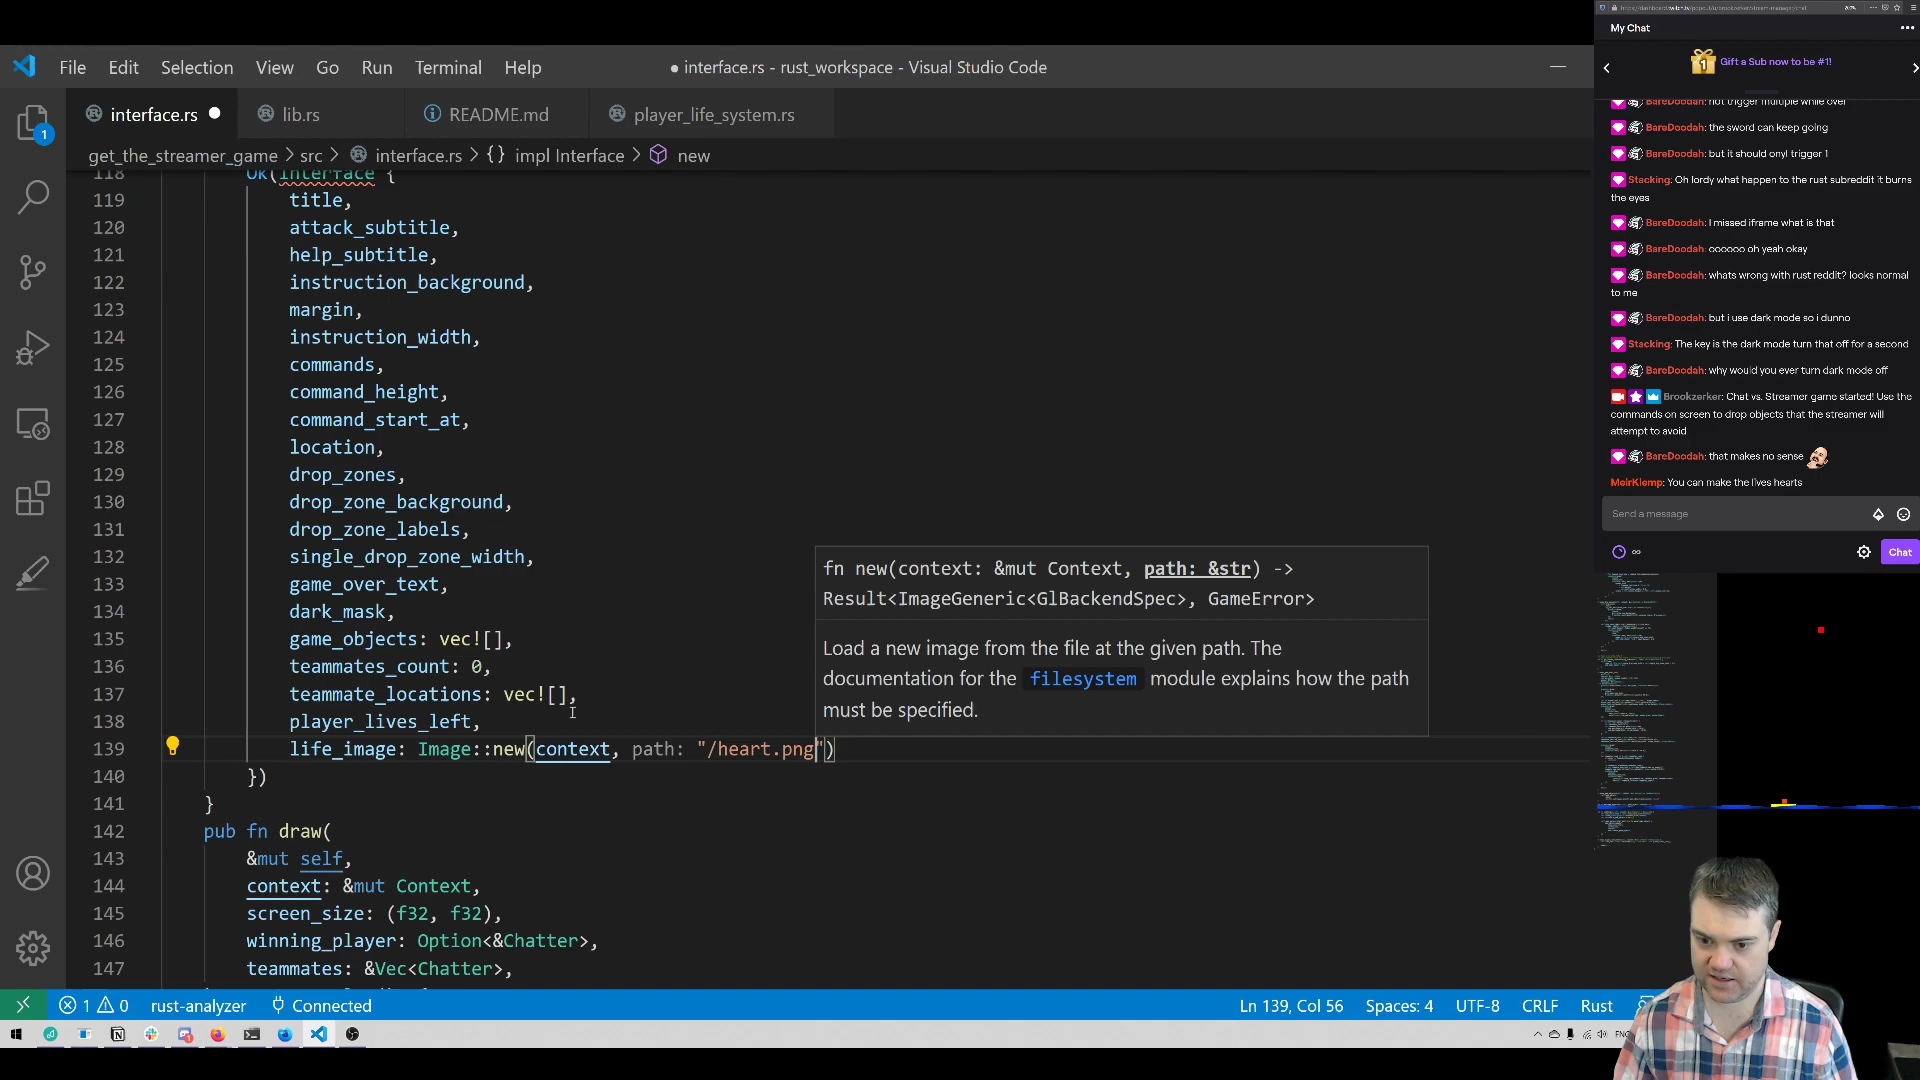 File Edit Selection View Go Run Terminal Help
● interface.rs - rust_workspace - Visual Studio Code
interface.rs ● lib.rs README.md player_life_system.rs
get_the_streamer_game > src > interface.rs > {} impl Interface > new
118 Ok(Interface {
119 title,
120 attack_subtitle,
121 help_subtitle,
122 instruction_background,
123 margin,
124 instruction_width,
125 commands,
126 command_height,
127 command_start_at,
128 location,
129 drop_zones,
130 drop_zone_background,
131 drop_zone_labels,
132 single_drop_zone_width,
133 game_over_text,
134 dark_mask,
135 game_objects: vec![],
136 teammates_count: 0,
137 teammate_locations: vec![],
138 player_lives_left,
139 life_image: Image::new(context, path: "/heart.png")
140 })
141 }
142 pub fn draw(
143 &mut self,
144 context: &mut Context,
145 screen_size: (f32, f32),
146 winning_player: Option<&Chatter>,
147 teammates: &Vec<Chatter>,
fn new(context: &mut Context, path: &str) ->
Result<ImageGeneric<GlBackendSpec>, GameError>
Load a new image from the file at the given path. The
documentation for the filesystem module explains how the path
must be specified.
1
1 0 rust-analyzer Connected
Ln 139, Col 56 Spaces: 4 UTF-8 CRLF Rust
My Chat
1 Gift a Sub now to be #1!
BareDoodah: not trigger multiple while over
BareDoodah: the sword can keep going
BareDoodah: but it should onyl trigger 1
Stacking: Oh lordy what happen to the rust subreddit it burns
the eyes
BareDoodah: I missed iframe what is that
BareDoodah: ooooo oh yeah okay
BareDoodah: whats wrong with rust reddit? looks normal
to me
BareDoodah: but i use dark mode so i dunno
Stacking: The key is the dark mode turn that off for a second
BareDoodah: why would you ever turn dark mode off
Brookzerker: Chat vs. Streamer game started! Use the
commands on screen to drop objects that the streamer will
attempt to avoid
BareDoodah: that makes no sense
MeirKlemp: You can make the lives hearts
Send a message
∞
Chat